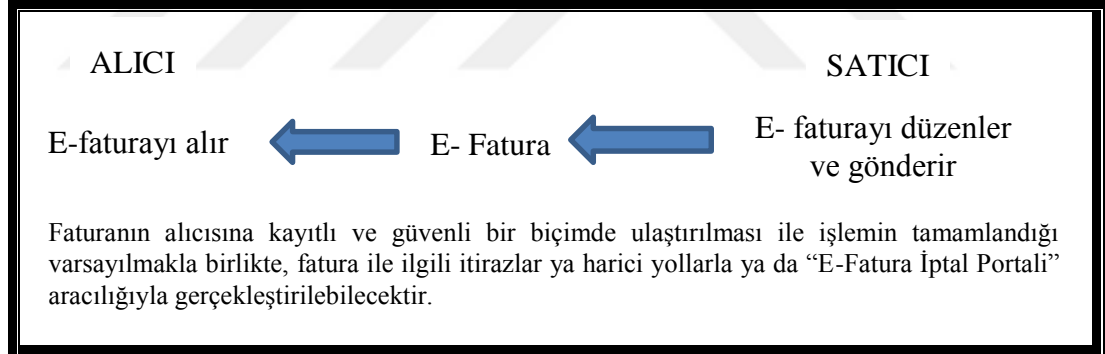 ALICI SATICI
E-faturayı alır E- Fatura E- faturayı düzenler
ve gönderir
Faturanın alıcısına kayıtlı ve güvenli bir biçimde ulaştırılması ile işlemin tamamlandığı
varsayılmakla birlikte, fatura ile ilgili itirazlar ya harici yollarla ya da “E-Fatura İptal Portali”
aracılığıyla gerçekleştirilebilecektir.